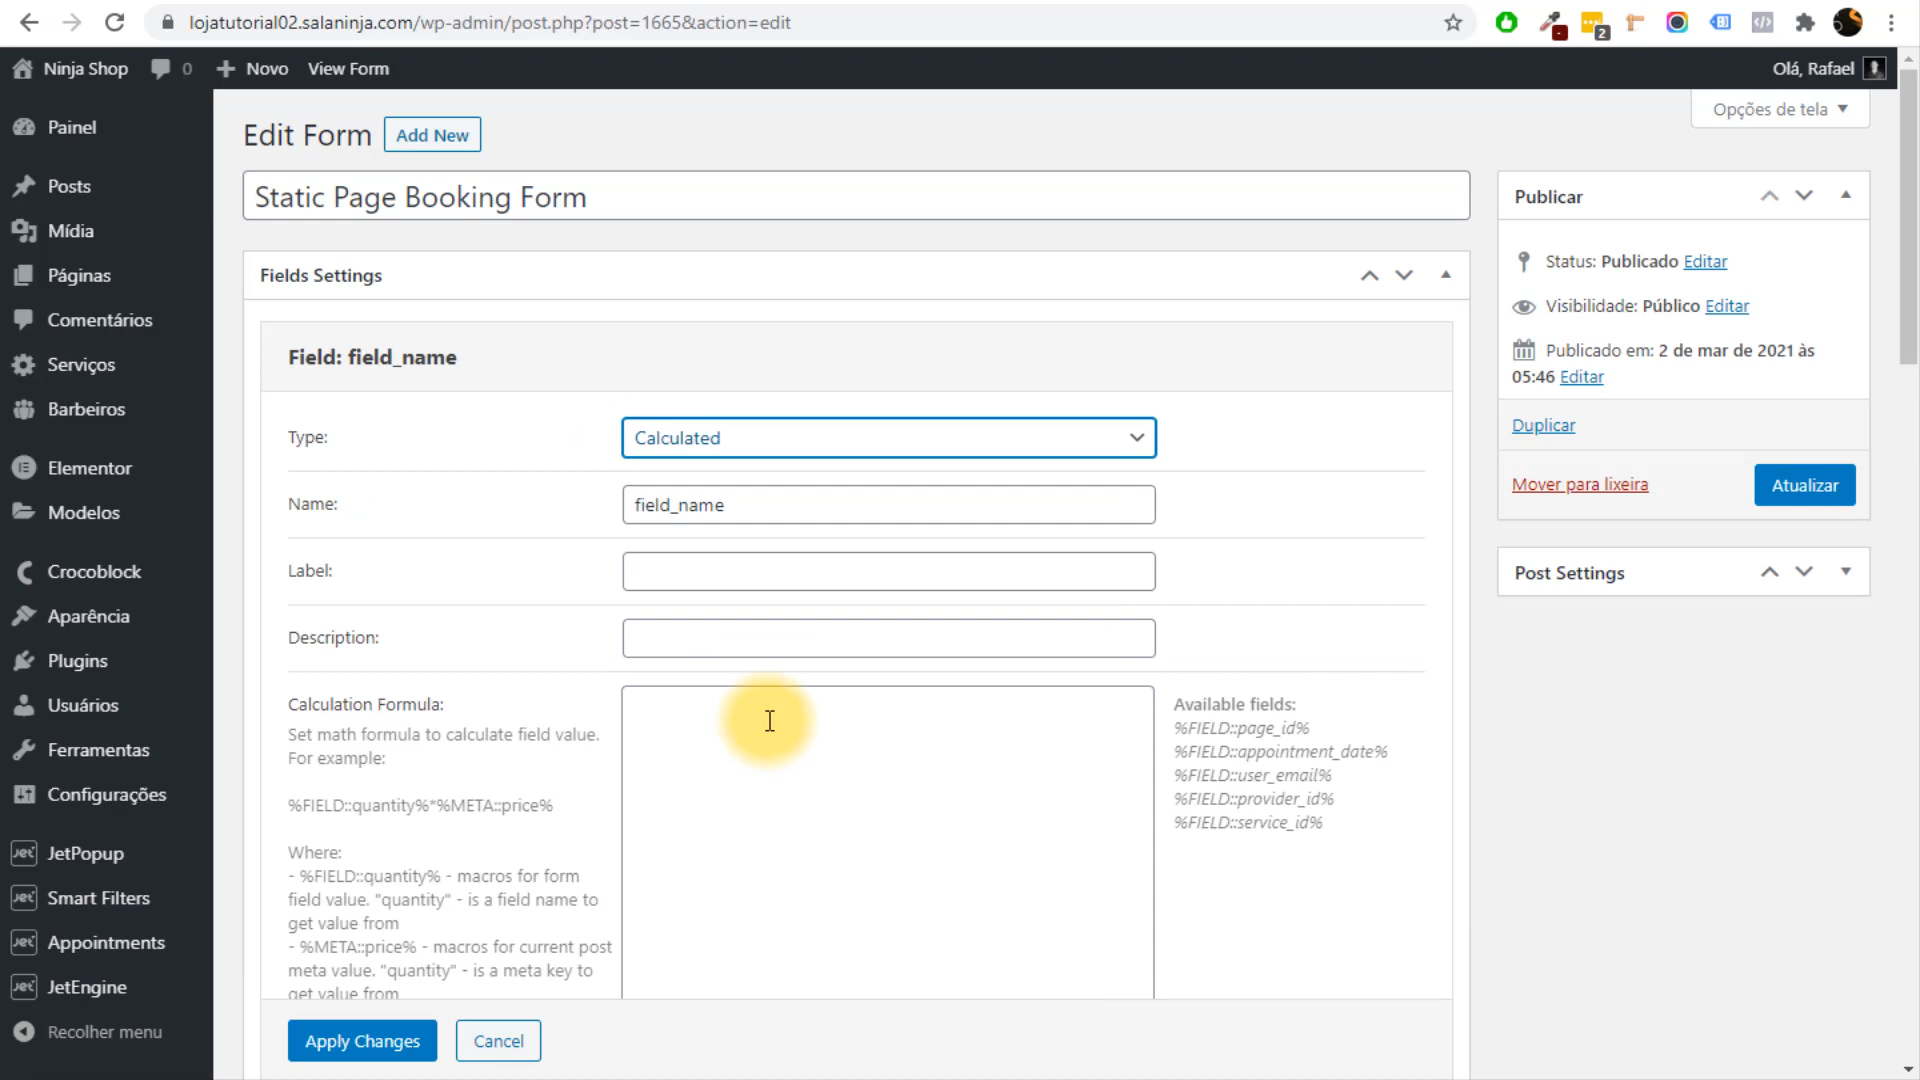 lojatutorial02.salaninja.com/wp-admin/post.php?post=1665&action=edit
2
Ninja Shop 0 Novo View Form
Olá, Rafael
Painel
Posts
Mídia
Páginas
Comentários
Serviços
Barbeiros
Elementor
Modelos
Crocoblock
Aparência
Plugins
Usuários
Ferramentas
Configurações
JetPopup
Smart Filters
Appointments
JetEngine
Recolher menu
Opções de tela
Edit Form Add New
Static Page Booking Form
Fields Settings
Field: field_name
Type: Calculated
Name: field_name
Label:
Description:
Calculation Formula:
Set math formula to calculate field value.
For example:
%FIELD::quantity%*%META::price%
Where:
- %FIELD::quantity% - macros for form
field value. "quantity" - is a field name to
get value from
- %META::price% - macros for current post
meta value. "quantity" - is a meta key to
get value from
Available fields:
%FIELD::page_id%
%FIELD::appointment_date%
%FIELD::user_email%
%FIELD::provider_id%
%FIELD::service_id%
Apply Changes Cancel
Publicar
Status: Publicado Editar
Visibilidade: Público Editar
Publicado em: 2 de mar de 2021 às
05:46 Editar
Duplicar
Mover para lixeira Atualizar
Post Settings